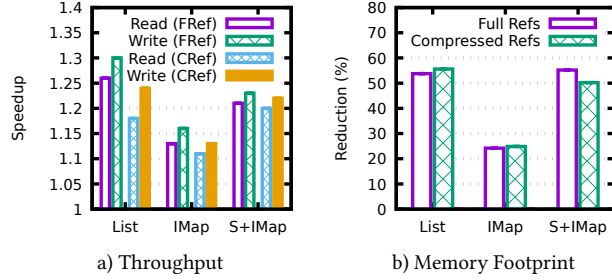 Speedup
1.4
1.35
1.3
1.25
1.2
1.15
1.1
1.05
1
Read (FRef)
Write (FRef)
Read (CRef)
Write (CRef)
List
IMap
S+IMap
a) Throughput
Reduction (%)
80
70
60
50
40
30
20
10
0
Full Refs
Compressed Refs
List
IMap
S+IMap
b) Memory Footprint